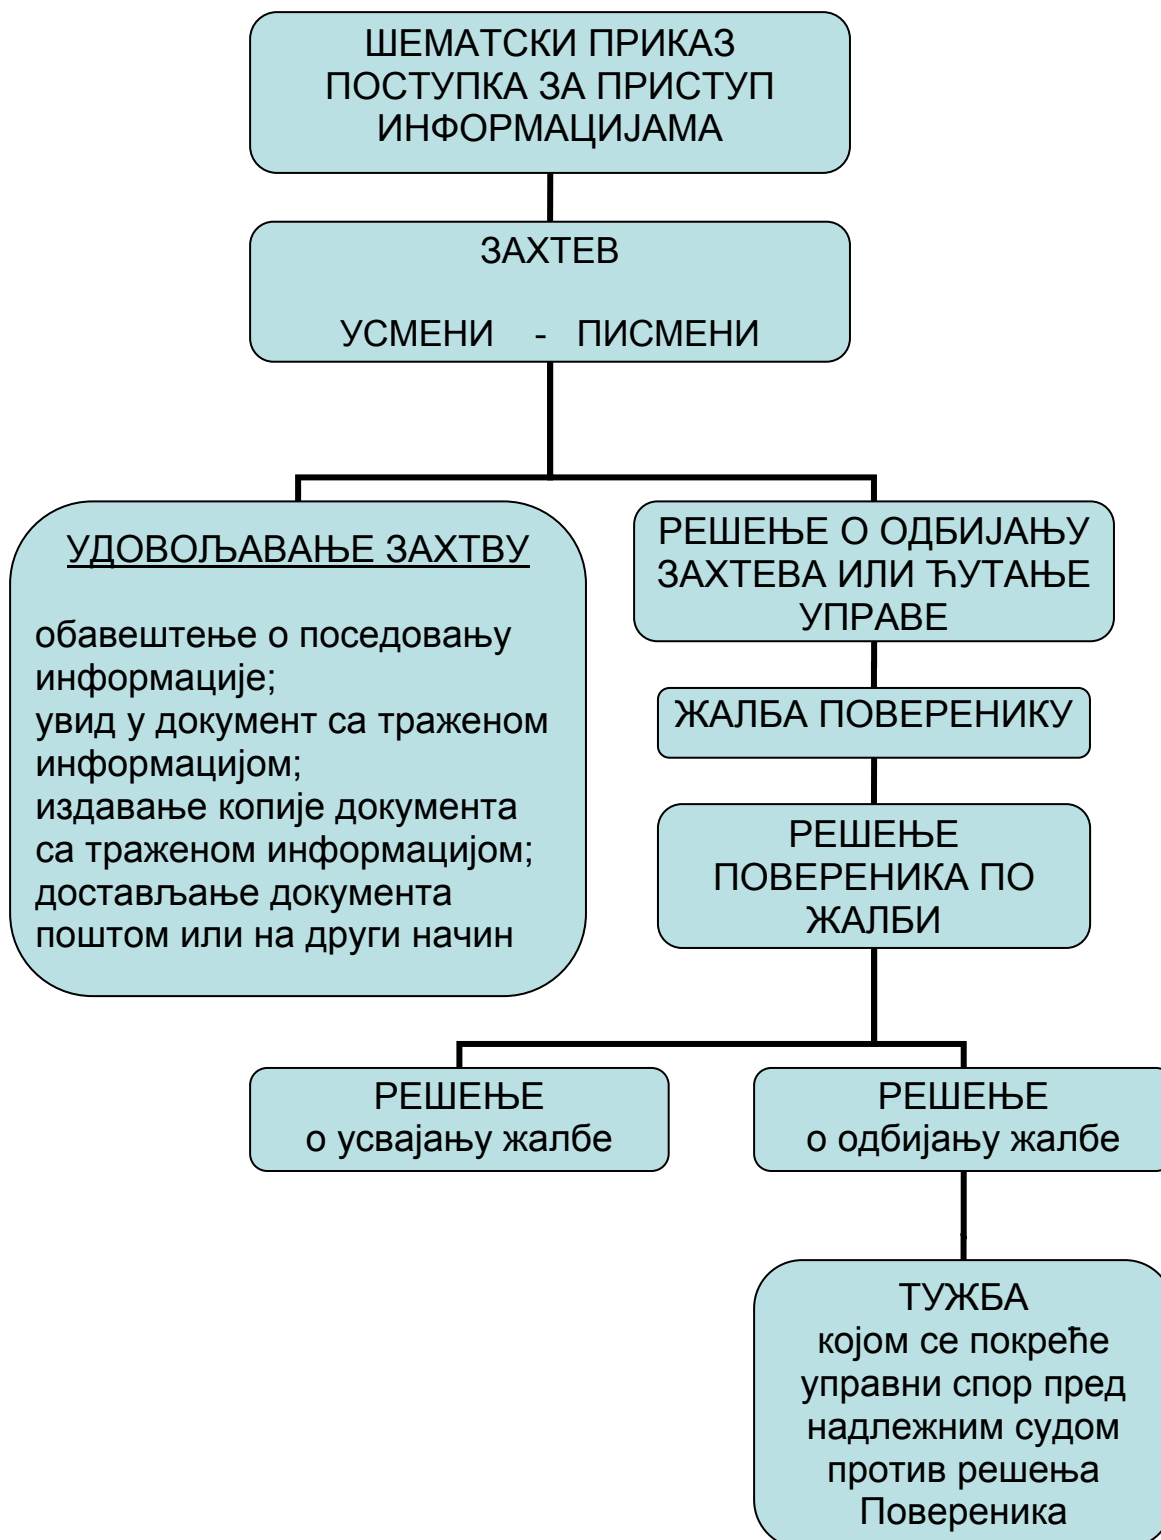 ШЕМАТСКИ ПРИКАЗ
ПОСТУПКА ЗА ПРИСТУП
ИНФОРМАЦИЈАМА
ЗАХТЕВ
УСМЕНИ - ПИСМЕНИ
УДОВОЉАВАЊЕ ЗАХТВУ
обавештење о поседовању
информације;
увид у документ са траженом
информацијом;
издавање копије документа
са траженом информацијом;
достављање документа
поштом или на други начин
РЕШЕЊЕ О ОДБИЈАЊУ
ЗАХТЕВА ИЛИ ЋУТАЊЕ
УПРАВЕ
ЖАЛБА ПОВЕРЕНИКУ
РЕШЕЊЕ
ПОВЕРЕНИКА ПО
ЖАЛБИ
РЕШЕЊЕ
о усвајању жалбе
РЕШЕЊЕ
о одбијању жалбе
ТУЖБА
којом се покреће
управни спор пред
надлежним судом
против решења
Повереника